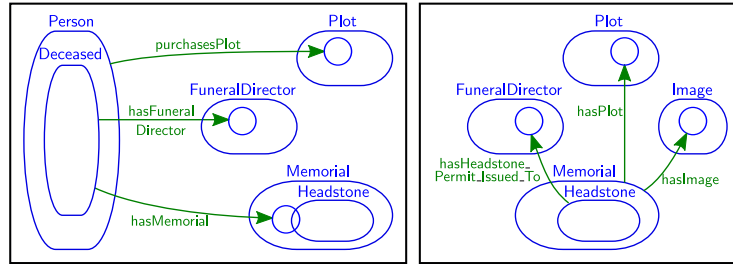 Person
Deceased
purchasesPlot
Plot
FuneralDirector
hasFuneral
Director
Memorial
Headstone
hasMemorial
Plot
FuneralDirector
Image
hasPlot
hasHeadstone_
Permit_Issued_To
Memorial
Headstone
hasImage